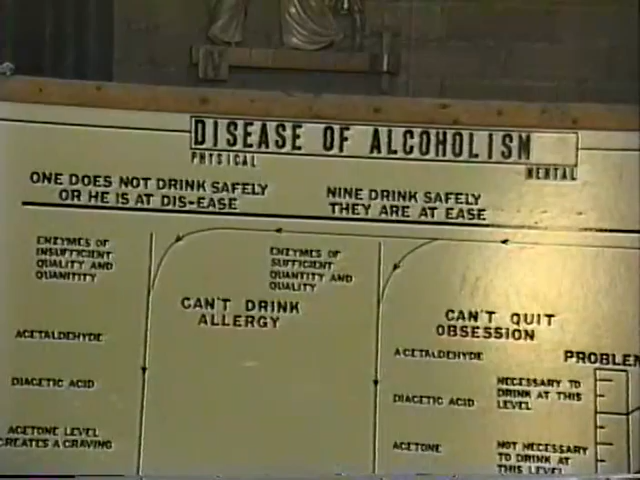 IV
DISEASE OF ALCOHOLISM
PHYSICAL
MENTAL
ONE DOES NOT DRINK SAFELY
OR HE IS AT DIS-EASE
NINE DRINK SAFELY
THEY ARE AT EASE
ENZYMES OF
INSUFFICIENT
QUALITY AND
QUANTITY
ENZYMES OF
SUFFICIENT
QUANTITY AND
QUALITY
CAN'T DRINK
ALLERGY
CAN'T QUIT
OBSESSION
ACETALDEHYDE
DIACETIC ACID
ACETONE LEVEL
CREATES A CRAVING
ACETALDEHYDE
DIACETIC ACID
ACETONE
PROBLEM
NECESSARY TO
DRINK AT THIS
LEVEL
NOT NECESSARY
TO DRINK AT
THIS LEVEL